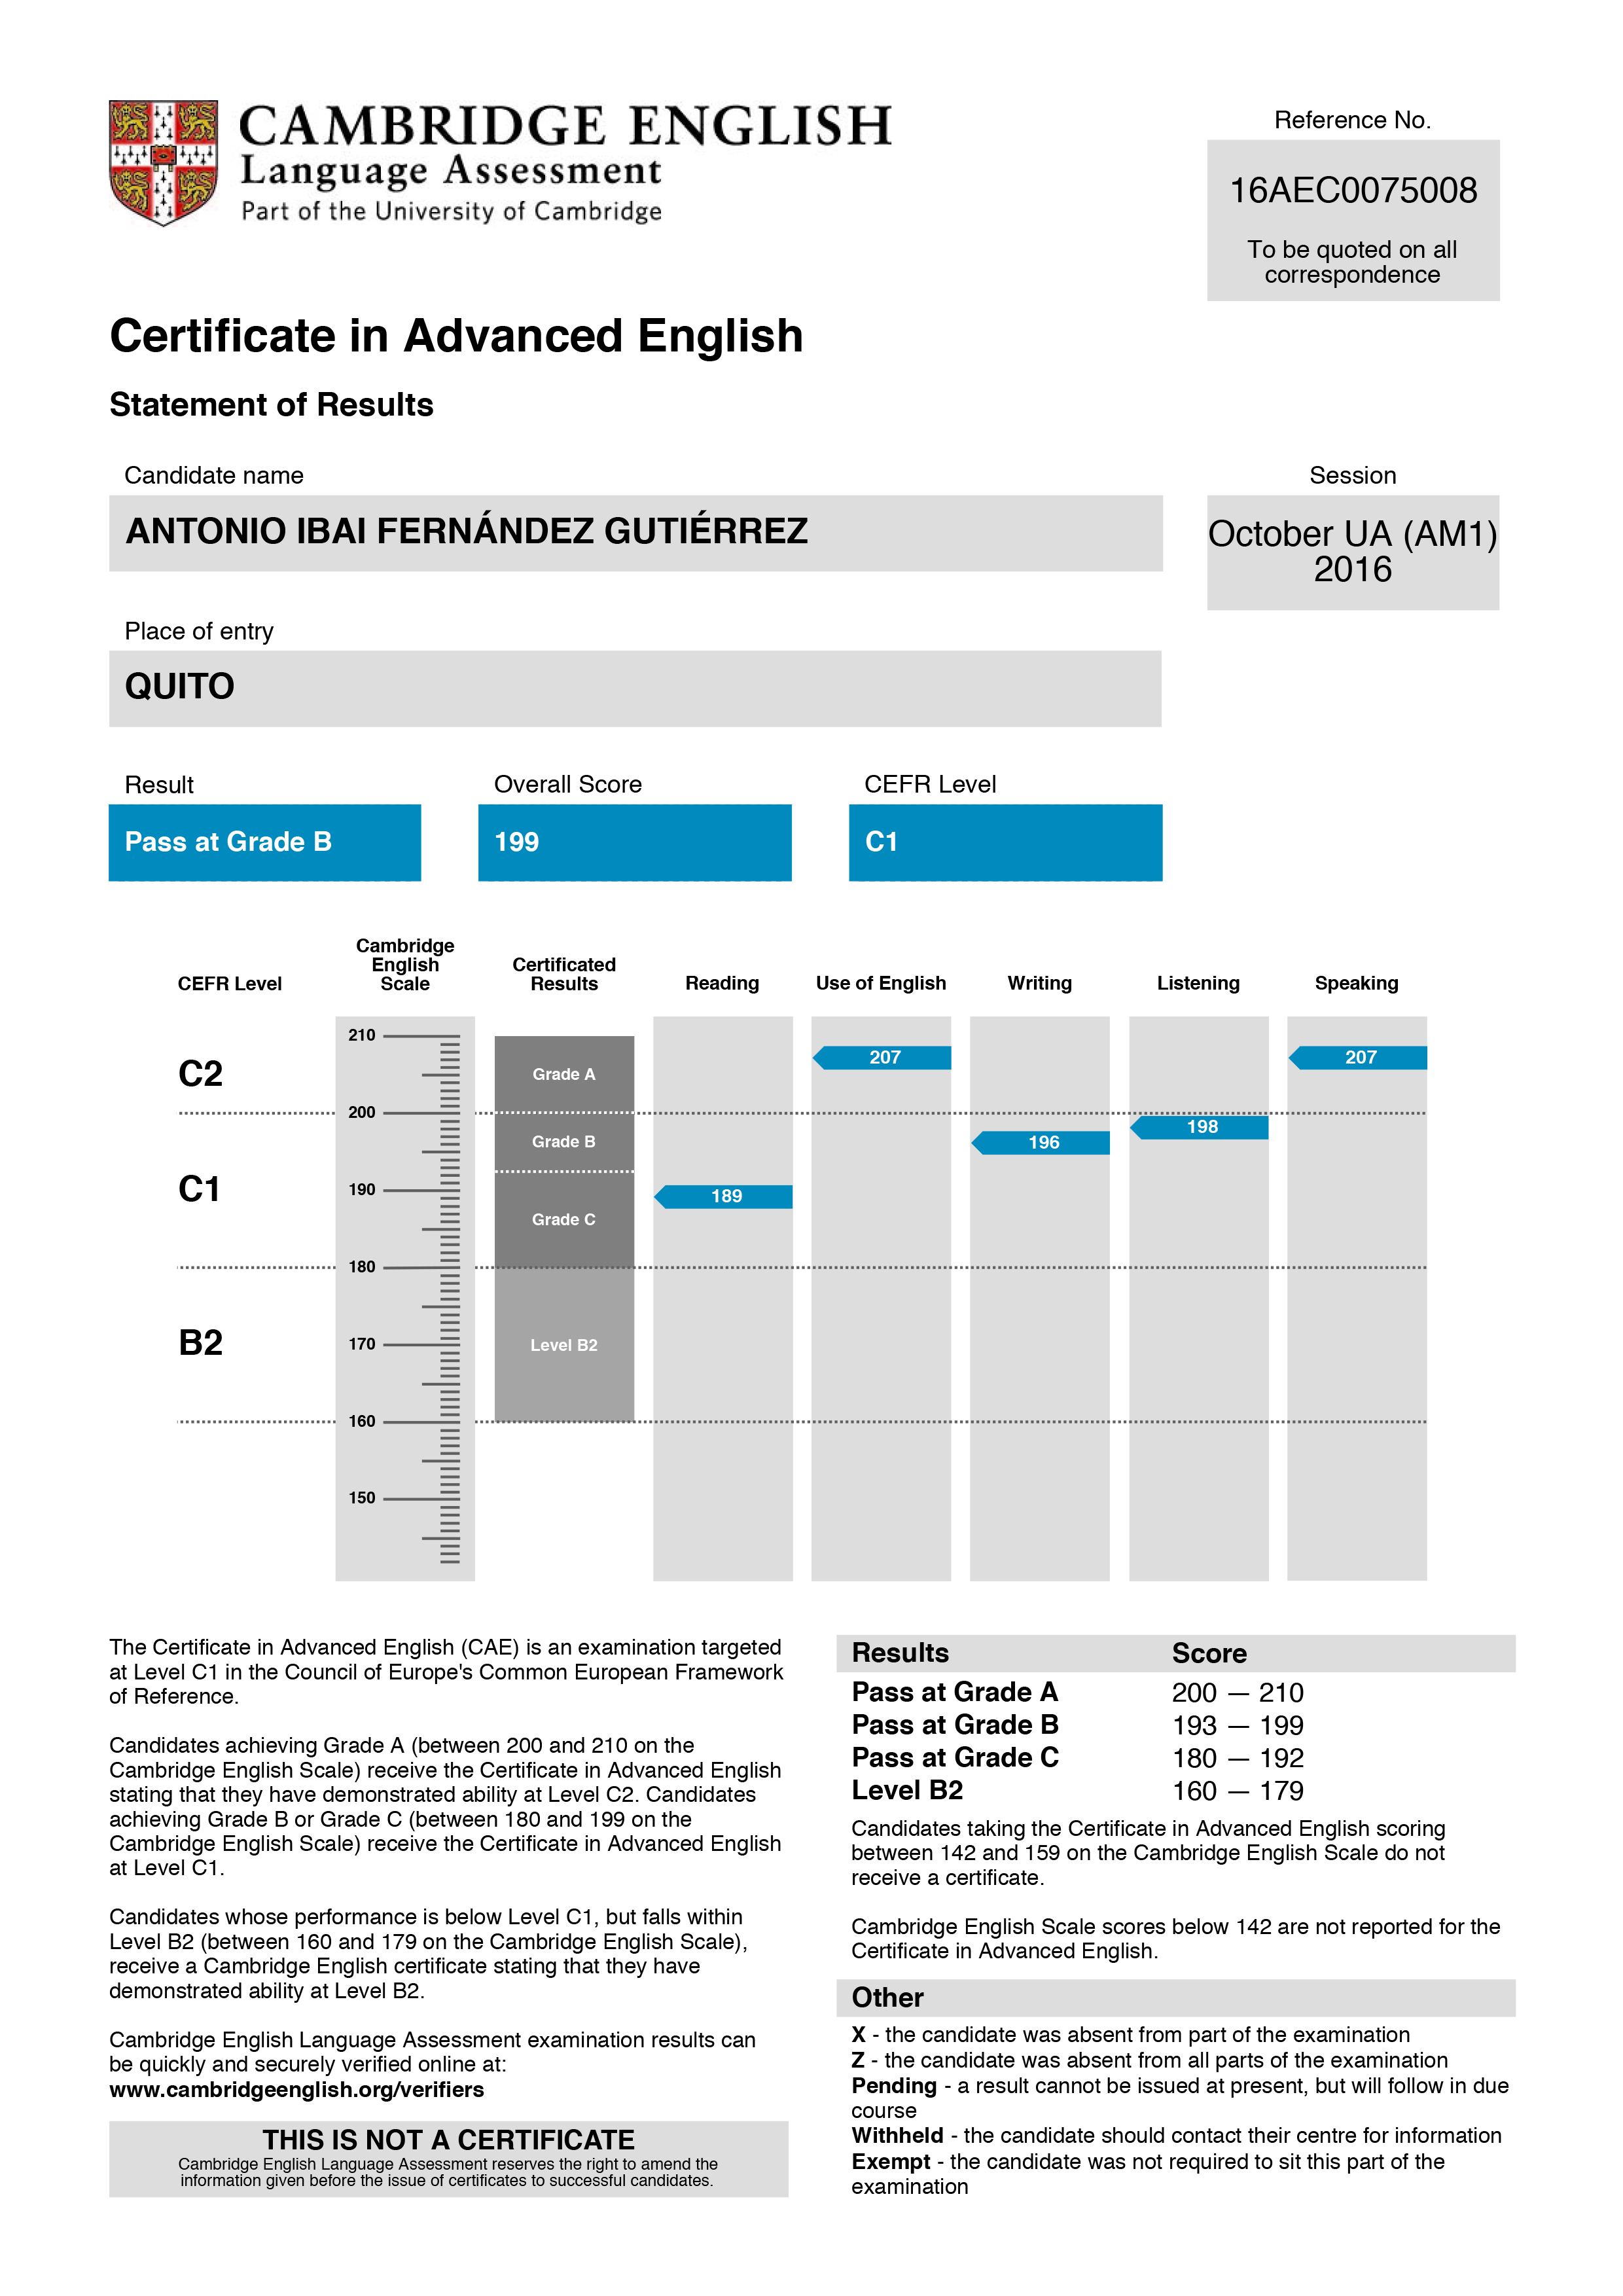 CAMBRIDGE ENGLISH
Language Assessment
Part of the University of Cambridge
Reference No.
16AEC0075008
To be quoted on all
correspondence
Certificate in Advanced English
Statement of Results
Candidate name
ANTONIO IBAI FERNÁNDEZ GUTIÉRREZ
Session
October UA (AM1)
2016
Place of entry
QUITO
Result
Overall Score
CEFR Level
Pass at Grade B
199
C1
CEFR Level
Cambridge
English
Scale
Certificated
Results
Reading
Use of English
Writing
Listening
Speaking
C2
C1
B2
210
200
190
180
170
160
150
Grade A
Grade B
Grade C
Level B2
189
207
196
198
207
The Certificate in Advanced English (CAE) is an examination targeted
at Level C1 in the Council of Europe's Common European Framework
of Reference.
Candidates achieving Grade A (between 200 and 210 on the
Cambridge English Scale) receive the Certificate in Advanced English
stating that they have demonstrated ability at Level C2. Candidates
achieving Grade B or Grade C (between 180 and 199 on the
Cambridge English Scale) receive the Certificate in Advanced English
at Level C1.
Candidates whose performance is below Level C1, but falls within
Level B2 (between 160 and 179 on the Cambridge English Scale),
receive a Cambridge English certificate stating that they have
demonstrated ability at Level B2.
Cambridge English Language Assessment examination results can
be quickly and securely verified online at:
www.cambridgeenglish.org/verifiers
THIS IS NOT A CERTIFICATE
Cambridge English Language Assessment reserves the right to amend the
information given before the issue of certificates to successful candidates.
Results Score
Pass at Grade A 200 — 210
Pass at Grade B 193 — 199
Pass at Grade C 180 — 192
Level B2 160 — 179
Candidates taking the Certificate in Advanced English scoring
between 142 and 159 on the Cambridge English Scale do not
receive a certificate.
Cambridge English Scale scores below 142 are not reported for the
Certificate in Advanced English.
Other
X - the candidate was absent from part of the examination
Z - the candidate was absent from all parts of the examination
Pending - a result cannot be issued at present, but will follow in due
course
Withheld - the candidate should contact their centre for information
Exempt - the candidate was not required to sit this part of the
examination